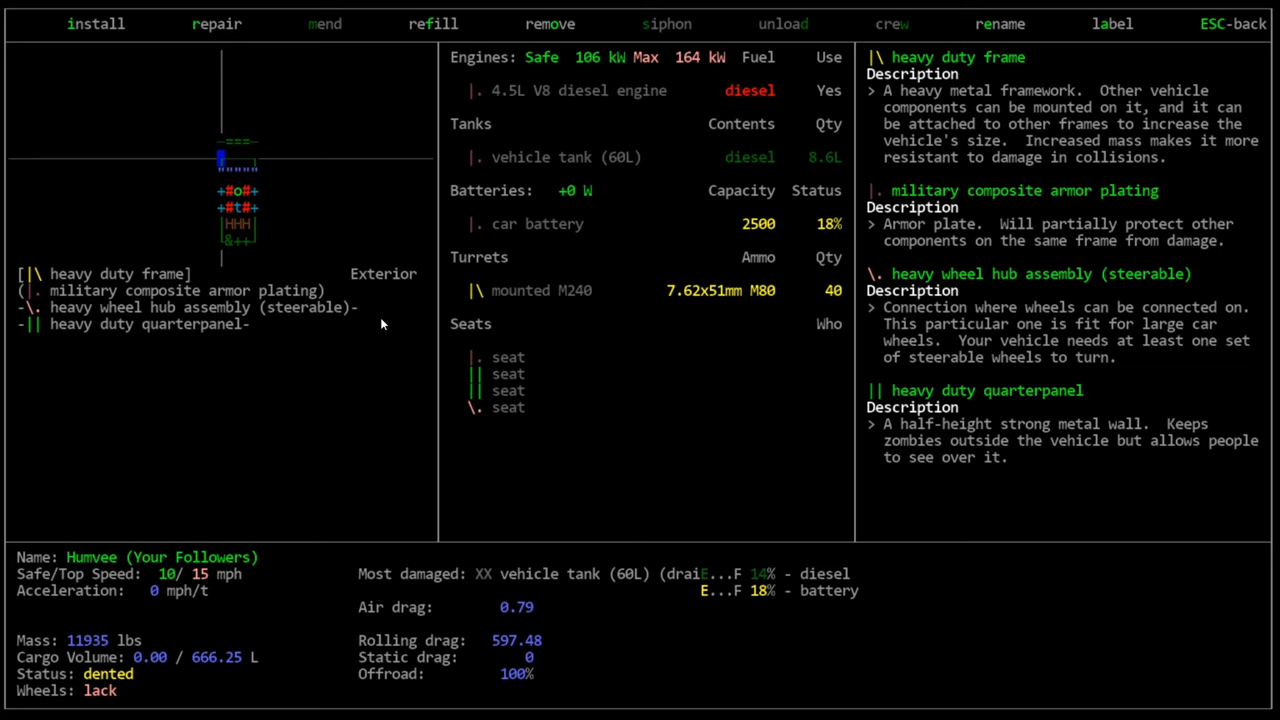 install repair mend refill remove siphon unload crew rename label ESC-back
[|\ heavy duty frame] Exterior
(|. military composite armor plating)
-\. heavy wheel hub assembly (steerable)-
-|| heavy duty quarterpanel-
Engines: Safe 106 kW Max 164 kW Fuel Use
|. 4.5L V8 diesel engine diesel Yes
Tanks Contents Qty
|. vehicle tank (60L) diesel 8.6L
Batteries: +0 W Capacity Status
|. car battery 2500 18%
Turrets Ammo Qty
|\ mounted M240 7.62x51mm M80 40
Seats Who
|. seat
|| seat
|| seat
\. seat
|\ heavy duty frame
Description
> A heavy metal framework. Other vehicle
components can be mounted on it, and it can
be attached to other frames to increase the
vehicle's size. Increased mass makes it more
resistant to damage in collisions.
|. military composite armor plating
Description
> Armor plate. Will partially protect other
components on the same frame from damage.
\. heavy wheel hub assembly (steerable)
Description
> Connection where wheels can be connected on.
This particular one is fit for large car
wheels. Your vehicle needs at least one set
of steerable wheels to turn.
|| heavy duty quarterpanel
Description
> A half-height strong metal wall. Keeps
zombies outside the vehicle but allows people
to see over it.
Name: Humvee (Your Followers)
Safe/Top Speed: 10/ 15 mph
Acceleration: 0 mph/t
Mass: 11935 lbs
Cargo Volume: 0.00 / 666.25 L
Status: dented
Wheels: lack
Most damaged: XX vehicle tank (60L) (draiE...F 14% - diesel
E...F 18% - battery
Air drag: 0.79
Rolling drag: 597.48
Static drag: 0
Offroad: 100%